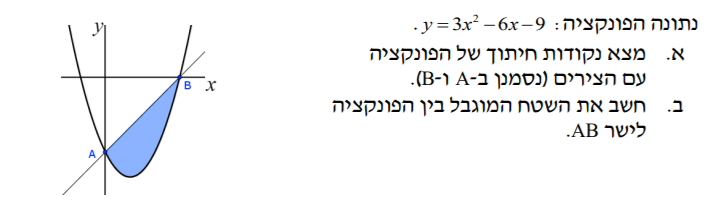 נתונה הפונקציה : y = 3x² − 6x − 9 .
א. מצא נקודות חיתוך של הפונקציה
עם הצירים (נסמנן ב-A ו-B).
ב. חשב את השטח המוגבל בין הפונקציה
לישר AB.
y
B x
A